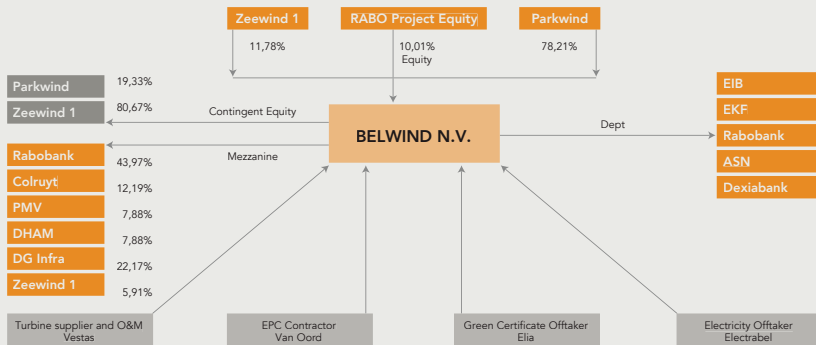 Zeewind 1
RABO Project Equity
Parkwind
11,78%
10,01%
Equity
78,21%
Parkwind
19,33%
Zeewind 1
80,67%
Contingent Equity
Mezzanine
BELWIND N.V.
Dept
EIB
EKF
Rabobank
ASN
Dexiabank
Rabobank
43,97%
Colruyt
12,19%
PMV
7,88%
DHAM
7,88%
DG Infra
22,17%
Zeewind 1
5,91%
Turbine supplier and O&M
Vestas
EPC Contractor
Van Oord
Green Certificate Offtaker
Elia
Electricity Offtaker
Electrabel